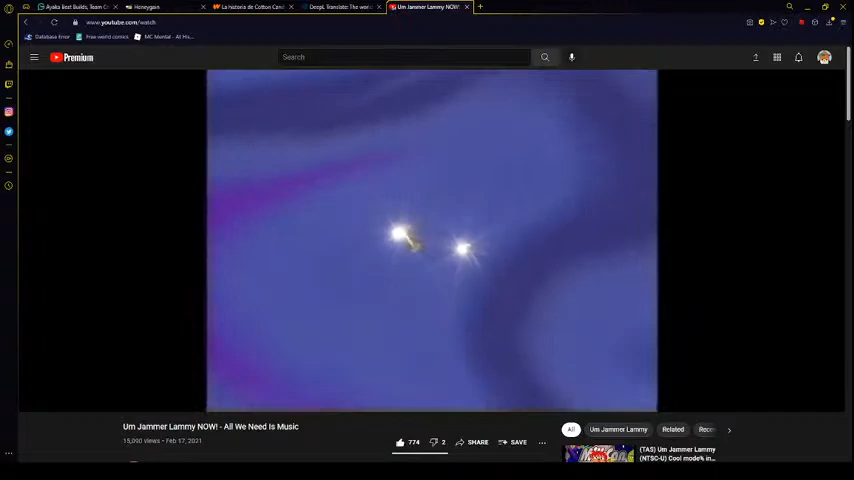 Ayaka Best Builds, Team C
Honeygain
La historia de Cotton Cand
DeepL Translate: The world
Um Jammer Lammy NOW!
www.youtube.com/watch
Database Error
Free world comics
MC Mental - All His...
Premium
Search
Um Jammer Lammy NOW! - All We Need Is Music
15,090 views • Feb 17, 2021
774
2
SHARE
SAVE
All
Um Jammer Lammy
Related
Rece
(TAS) Um Jammer Lammy
(NTSC-U) Cool mode% in...